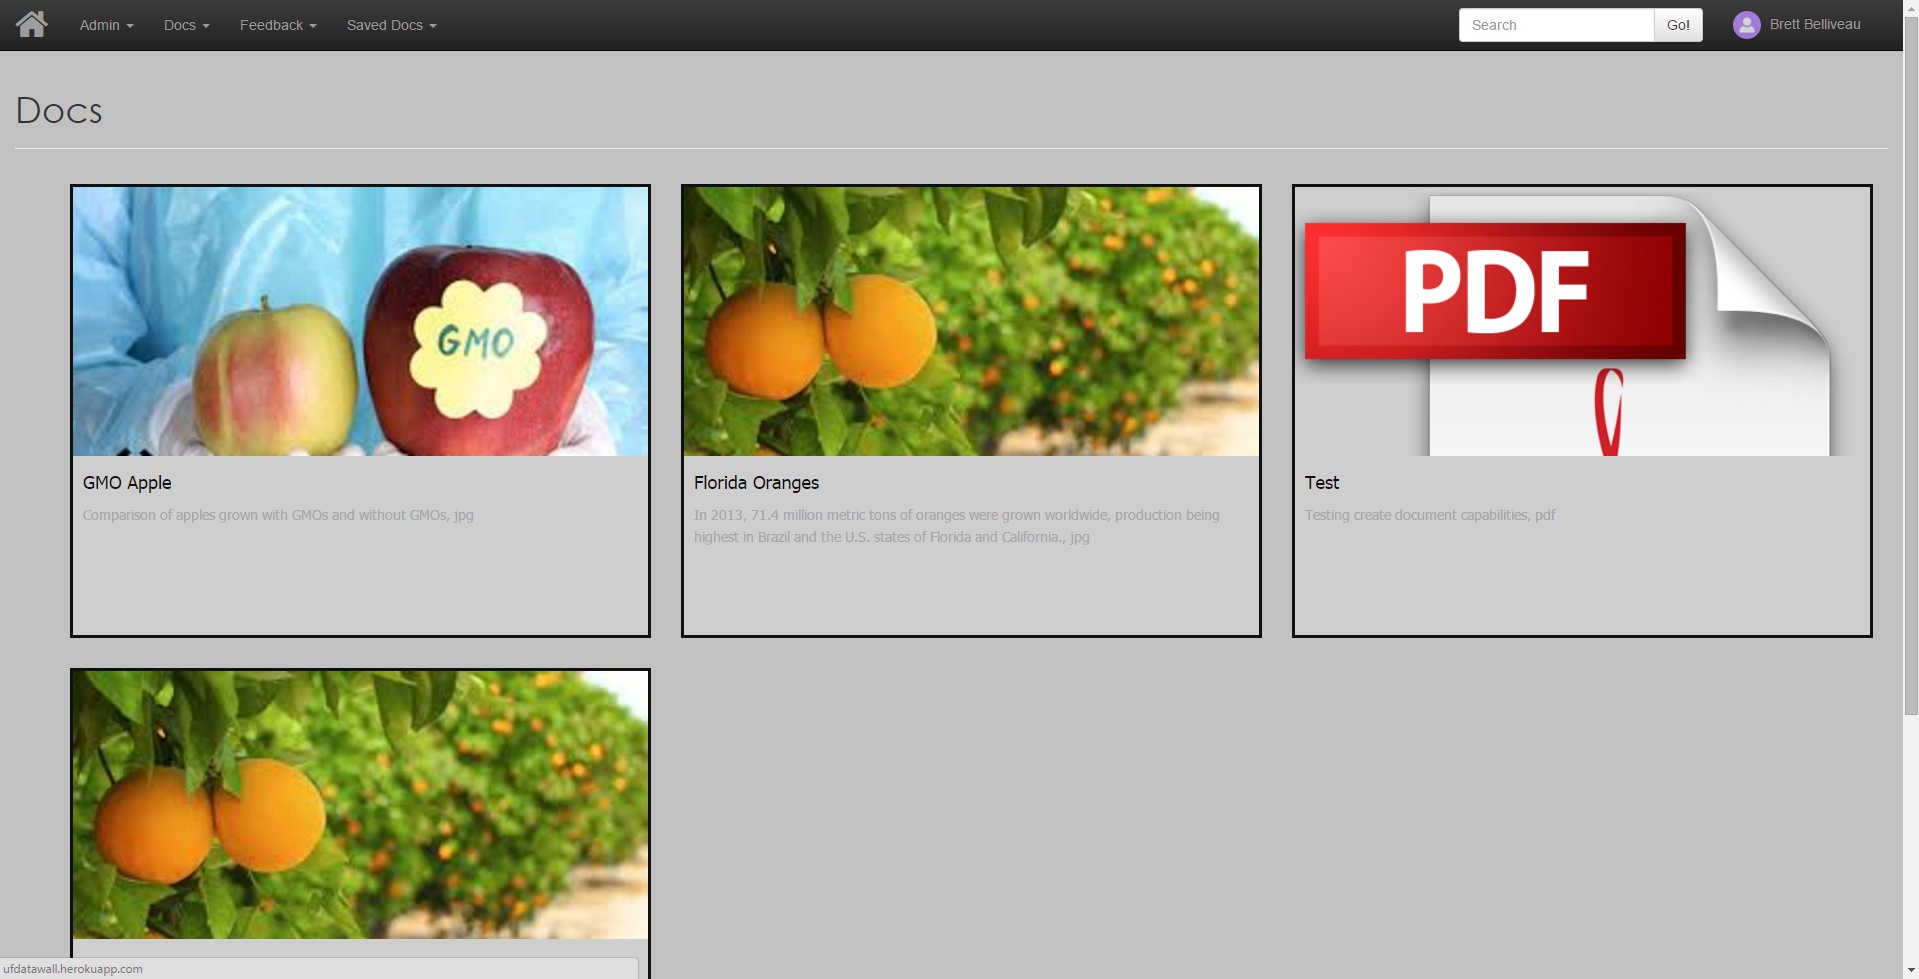 Admin Docs Feedback Saved Docs Search Go! Brett Belliveau
Docs
GMO
PDF
GMO Apple
Comparison of apples grown with GMOs and without GMOs, jpg
Florida Oranges
In 2013, 71.4 million metric tons of oranges were grown worldwide, production being
highest in Brazil and the U.S. states of Florida and California., jpg
Test
Testing create document capabilities, pdf
ufdatawall.herokuapp.com